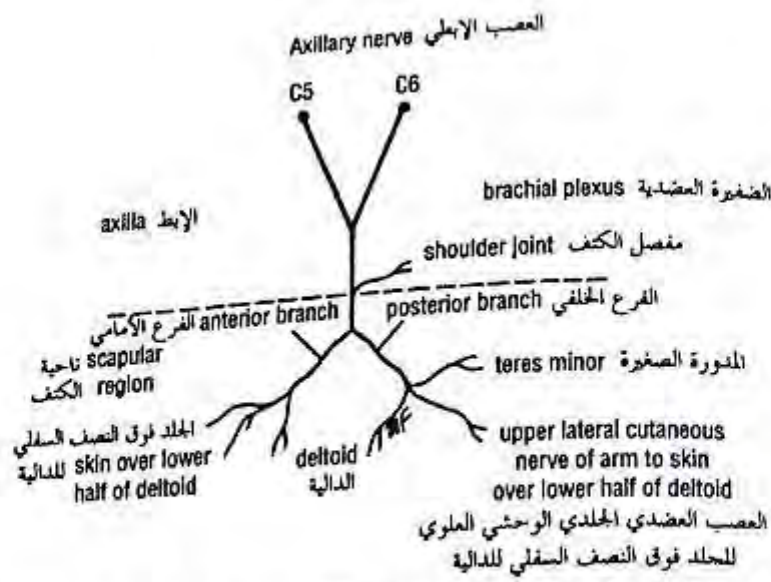 Axillary nerve العصب الإبطي
C5
C6
brachial plexus الضفيرة العضدية
axilla الإبط
shoulder joint مفصل الكتف
anterior branch الفرع الأمامي
posterior branch الفرع الخلفي
scapular ناحية
region الكتف
teres minor المدورة الصغيرة
الجلد فوق النصف السفلي
skin over lower للدالية
half of deltoid
deltoid
الدالية
upper lateral cutaneous
nerve of arm to skin
over lower half of deltoid
العصب العضدي الجلدي الوحشي العلوي
للجلد فوق النصف السفلي للدالية